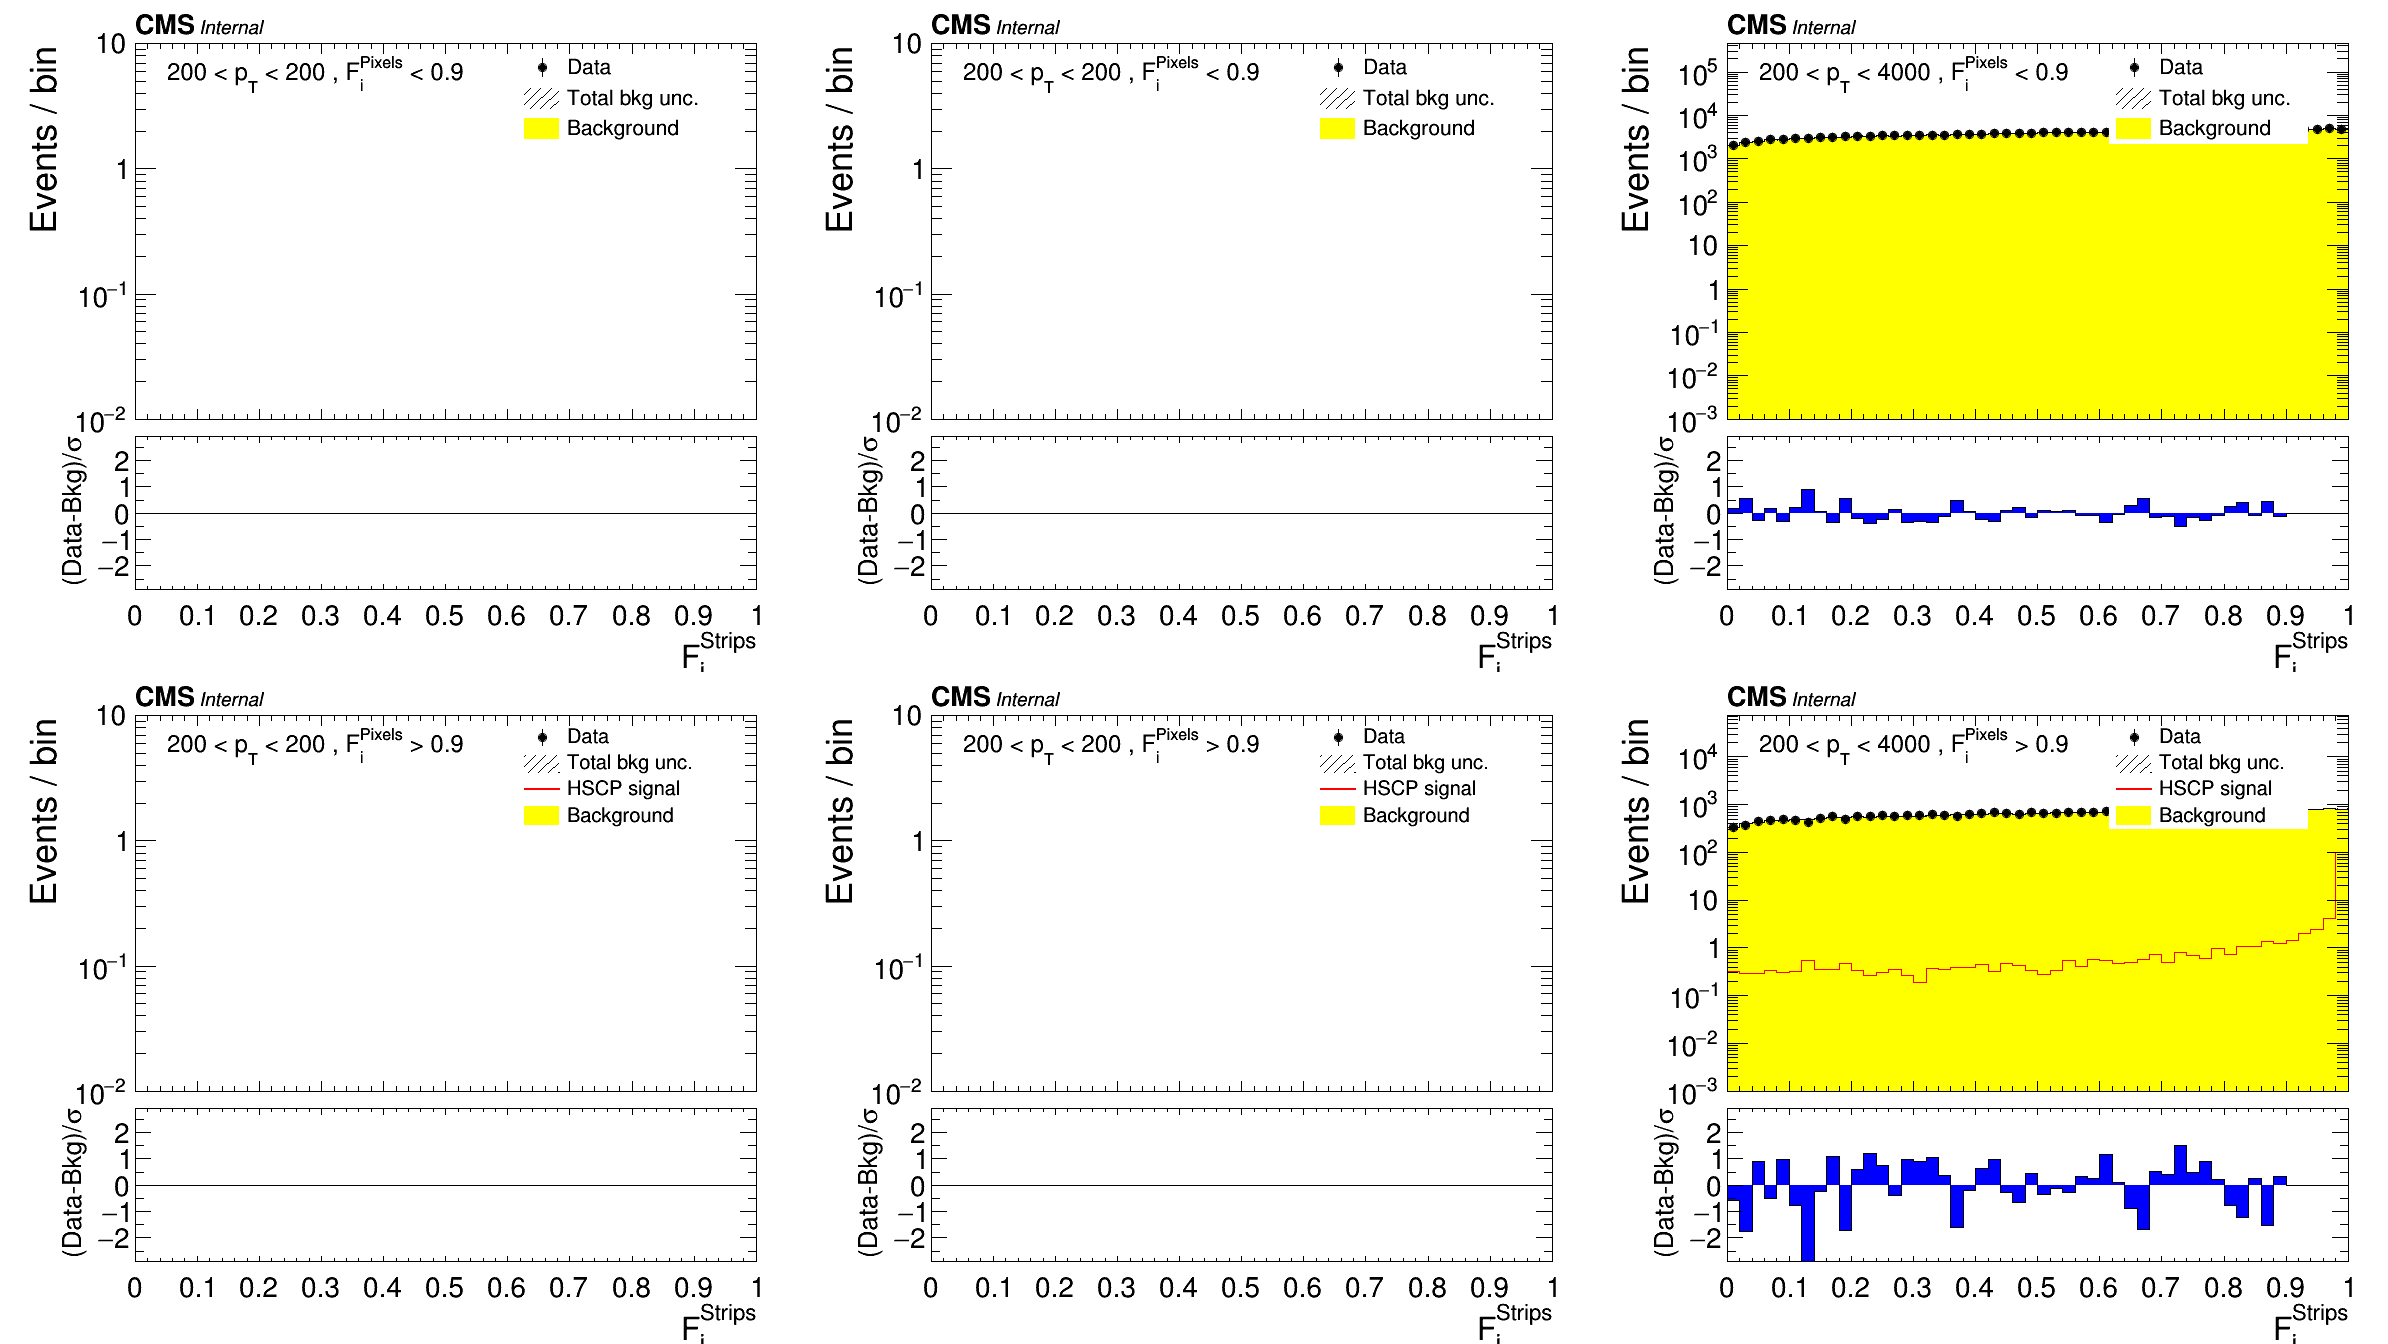 CMS Internal
Events / bin
200 < p_T < 200 , F_i^Pixels < 0.9
Data
Total bkg unc.
Background
10
1
10^−1
10^−2
(Data-Bkg)/σ
2
1
0
−1
−2
0 0.1 0.2 0.3 0.4 0.5 0.6 0.7 0.8 0.9 1
F_i^Strips
CMS Internal
Events / bin
200 < p_T < 200 , F_i^Pixels < 0.9
Data
Total bkg unc.
Background
10
1
10^−1
10^−2
(Data-Bkg)/σ
2
1
0
−1
−2
0 0.1 0.2 0.3 0.4 0.5 0.6 0.7 0.8 0.9 1
F_i^Strips
CMS Internal
Events / bin
200 < p_T < 4000 , F_i^Pixels < 0.9
Data
Total bkg unc.
Background
10^5
10^4
10^3
10^2
10
1
10^−1
10^−2
10^−3
(Data-Bkg)/σ
2
1
0
−1
−2
0 0.1 0.2 0.3 0.4 0.5 0.6 0.7 0.8 0.9 1
F_i^Strips
CMS Internal
Events / bin
200 < p_T < 200 , F_i^Pixels > 0.9
Data
Total bkg unc.
HSCP signal
Background
10
1
10^−1
10^−2
(Data-Bkg)/σ
2
1
0
−1
−2
0 0.1 0.2 0.3 0.4 0.5 0.6 0.7 0.8 0.9 1
F_i^Strips
CMS Internal
Events / bin
200 < p_T < 200 , F_i^Pixels > 0.9
Data
Total bkg unc.
HSCP signal
Background
10
1
10^−1
10^−2
(Data-Bkg)/σ
2
1
0
−1
−2
0 0.1 0.2 0.3 0.4 0.5 0.6 0.7 0.8 0.9 1
F_i^Strips
CMS Internal
Events / bin
200 < p_T < 4000 , F_i^Pixels > 0.9
Data
Total bkg unc.
HSCP signal
Background
10^4
10^3
10^2
10
1
10^−1
10^−2
10^−3
(Data-Bkg)/σ
2
1
0
−1
−2
0 0.1 0.2 0.3 0.4 0.5 0.6 0.7 0.8 0.9 1
F_i^Strips